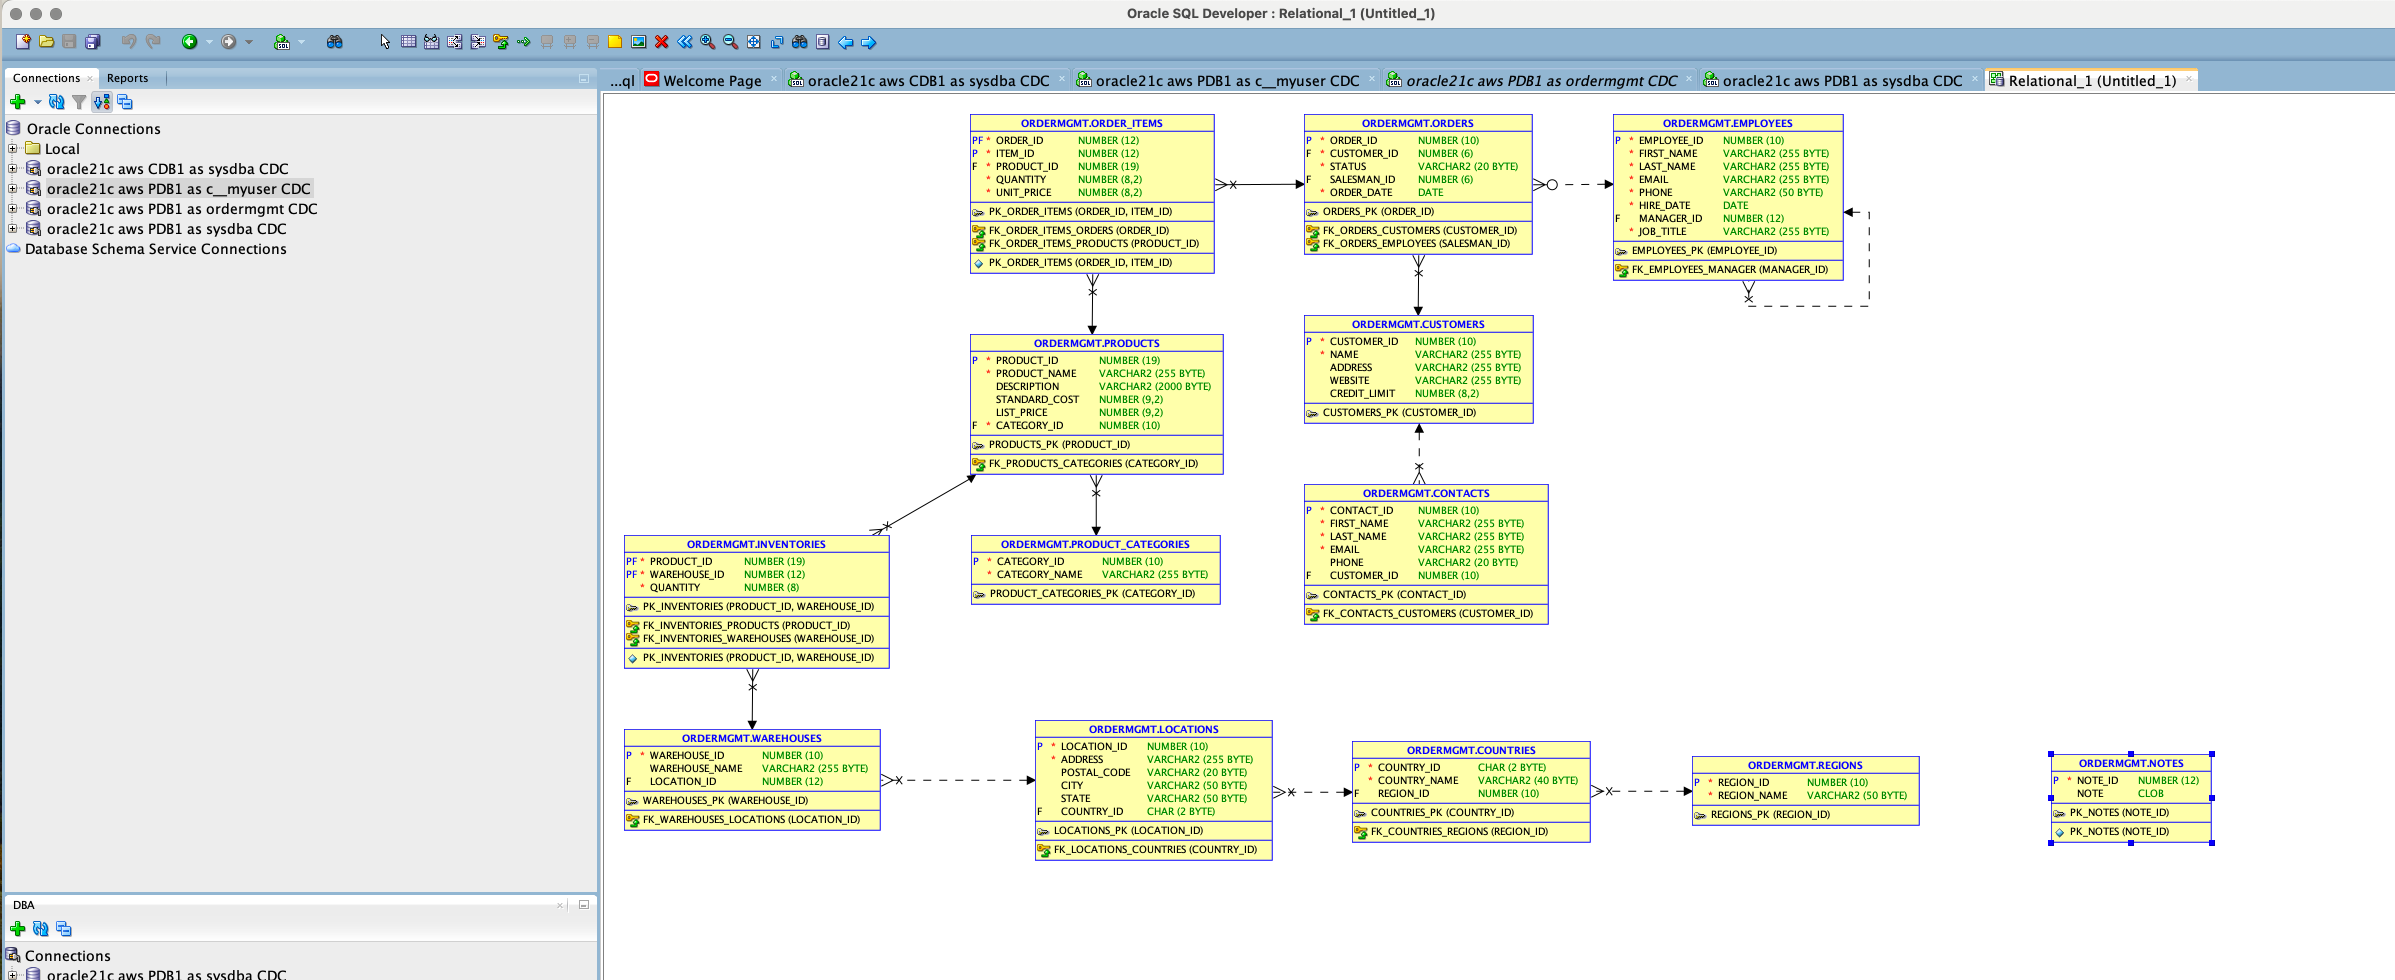 Oracle SQL Developer : Relational_1 (Untitled_1)
Connections
Reports
...ql
Welcome Page
oracle21c aws CDB1 as sysdba CDC
oracle21c aws PDB1 as c__myuser CDC
oracle21c aws PDB1 as ordermgmt CDC
oracle21c aws PDB1 as sysdba CDC
Relational_1 (Untitled_1)
Oracle Connections
Local
oracle21c aws CDB1 as sysdba CDC
oracle21c aws PDB1 as c__myuser CDC
oracle21c aws PDB1 as ordermgmt CDC
oracle21c aws PDB1 as sysdba CDC
Database Schema Service Connections
DBA
Connections
oracle21c aws PDB1 as sysdba CDC
ORDERMGMT.ORDER_ITEMS
PF * ORDER_ID NUMBER (12)
P * ITEM_ID NUMBER (12)
F * PRODUCT_ID NUMBER (19)
* QUANTITY NUMBER (8,2)
* UNIT_PRICE NUMBER (8,2)
PK_ORDER_ITEMS (ORDER_ID, ITEM_ID)
FK_ORDER_ITEMS_ORDERS (ORDER_ID)
FK_ORDER_ITEMS_PRODUCTS (PRODUCT_ID)
PK_ORDER_ITEMS (ORDER_ID, ITEM_ID)
ORDERMGMT.ORDERS
P * ORDER_ID NUMBER (10)
F * CUSTOMER_ID NUMBER (6)
* STATUS VARCHAR2 (20 BYTE)
F SALESMAN_ID NUMBER (6)
* ORDER_DATE DATE
ORDERS_PK (ORDER_ID)
FK_ORDERS_CUSTOMERS (CUSTOMER_ID)
FK_ORDERS_EMPLOYEES (SALESMAN_ID)
ORDERMGMT.EMPLOYEES
P * EMPLOYEE_ID NUMBER (10)
* FIRST_NAME VARCHAR2 (255 BYTE)
* LAST_NAME VARCHAR2 (255 BYTE)
* EMAIL VARCHAR2 (255 BYTE)
* PHONE VARCHAR2 (50 BYTE)
* HIRE_DATE DATE
F MANAGER_ID NUMBER (12)
* JOB_TITLE VARCHAR2 (255 BYTE)
EMPLOYEES_PK (EMPLOYEE_ID)
FK_EMPLOYEES_MANAGER (MANAGER_ID)
ORDERMGMT.PRODUCTS
P * PRODUCT_ID NUMBER (19)
* PRODUCT_NAME VARCHAR2 (255 BYTE)
DESCRIPTION VARCHAR2 (2000 BYTE)
STANDARD_COST NUMBER (9,2)
LIST_PRICE NUMBER (9,2)
F * CATEGORY_ID NUMBER (10)
PRODUCTS_PK (PRODUCT_ID)
FK_PRODUCTS_CATEGORIES (CATEGORY_ID)
ORDERMGMT.CUSTOMERS
P * CUSTOMER_ID NUMBER (10)
* NAME VARCHAR2 (255 BYTE)
ADDRESS VARCHAR2 (255 BYTE)
WEBSITE VARCHAR2 (255 BYTE)
CREDIT_LIMIT NUMBER (8,2)
CUSTOMERS_PK (CUSTOMER_ID)
ORDERMGMT.CONTACTS
P * CONTACT_ID NUMBER (10)
* FIRST_NAME VARCHAR2 (255 BYTE)
* LAST_NAME VARCHAR2 (255 BYTE)
* EMAIL VARCHAR2 (255 BYTE)
PHONE VARCHAR2 (20 BYTE)
F CUSTOMER_ID NUMBER (10)
CONTACTS_PK (CONTACT_ID)
FK_CONTACTS_CUSTOMERS (CUSTOMER_ID)
ORDERMGMT.INVENTORIES
PF * PRODUCT_ID NUMBER (19)
PF * WAREHOUSE_ID NUMBER (12)
* QUANTITY NUMBER (8)
PK_INVENTORIES (PRODUCT_ID, WAREHOUSE_ID)
FK_INVENTORIES_PRODUCTS (PRODUCT_ID)
FK_INVENTORIES_WAREHOUSES (WAREHOUSE_ID)
PK_INVENTORIES (PRODUCT_ID, WAREHOUSE_ID)
ORDERMGMT.PRODUCT_CATEGORIES
P * CATEGORY_ID NUMBER (10)
* CATEGORY_NAME VARCHAR2 (255 BYTE)
PRODUCT_CATEGORIES_PK (CATEGORY_ID)
ORDERMGMT.WAREHOUSES
P * WAREHOUSE_ID NUMBER (10)
WAREHOUSE_NAME VARCHAR2 (255 BYTE)
F LOCATION_ID NUMBER (12)
WAREHOUSES_PK (WAREHOUSE_ID)
FK_WAREHOUSES_LOCATIONS (LOCATION_ID)
ORDERMGMT.LOCATIONS
P * LOCATION_ID NUMBER (10)
* ADDRESS VARCHAR2 (255 BYTE)
POSTAL_CODE VARCHAR2 (20 BYTE)
CITY VARCHAR2 (50 BYTE)
STATE VARCHAR2 (50 BYTE)
F COUNTRY_ID CHAR (2 BYTE)
LOCATIONS_PK (LOCATION_ID)
FK_LOCATIONS_COUNTRIES (COUNTRY_ID)
ORDERMGMT.COUNTRIES
P * COUNTRY_ID CHAR (2 BYTE)
* COUNTRY_NAME VARCHAR2 (40 BYTE)
F REGION_ID NUMBER (10)
COUNTRIES_PK (COUNTRY_ID)
FK_COUNTRIES_REGIONS (REGION_ID)
ORDERMGMT.REGIONS
P * REGION_ID NUMBER (10)
* REGION_NAME VARCHAR2 (50 BYTE)
REGIONS_PK (REGION_ID)
ORDERMGMT.NOTES
P * NOTE_ID NUMBER (12)
NOTE CLOB
PK_NOTES (NOTE_ID)
PK_NOTES (NOTE_ID)